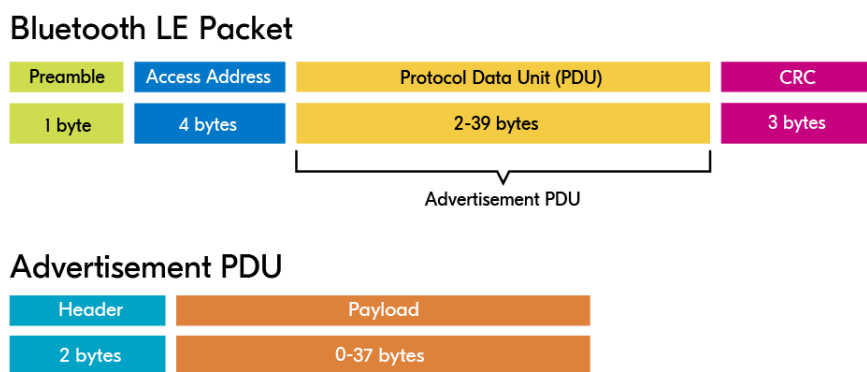 Bluetooth LE Packet
Preamble Access Address Protocol Data Unit (PDU) CRC
1 byte 4 bytes 2-39 bytes 3 bytes
Advertisement PDU
Advertisement PDU
Header Payload
2 bytes 0-37 bytes